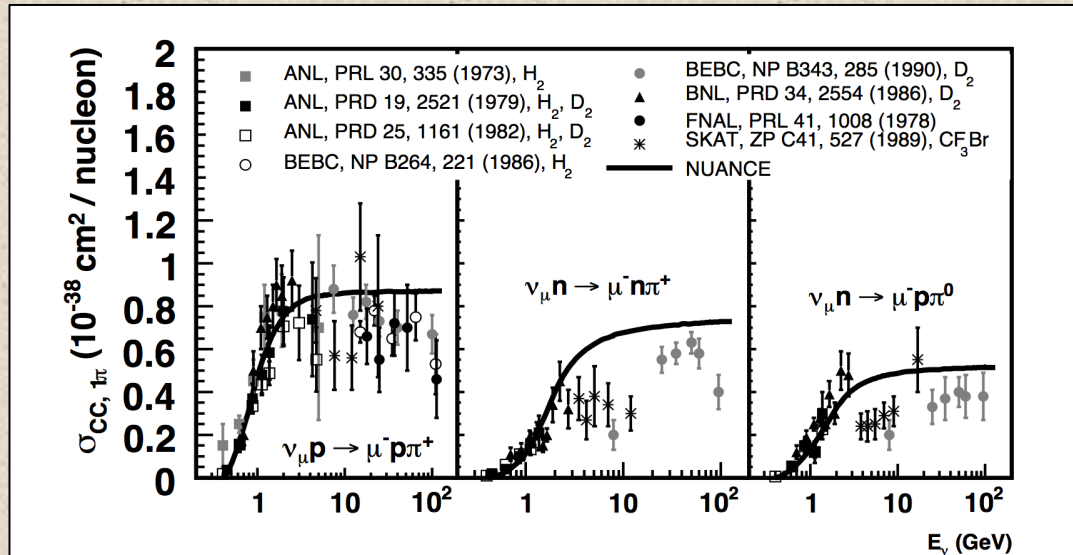 σCC, 1π (10-38 cm2 / nucleon)
2
1.8
1.6
1.4
1.2
1
0.8
0.6
0.4
0.2
0
ANL, PRL 30, 335 (1973), H2
ANL, PRD 19, 2521 (1979), H2, D2
ANL, PRD 25, 1161 (1982), H2, D2
BEBC, NP B264, 221 (1986), H2
BEBC, NP B343, 285 (1990), D2
BNL, PRD 34, 2554 (1986), D2
FNAL, PRL 41, 1008 (1978)
SKAT, ZP C41, 527 (1989), CF3Br
NUANCE
νμp → μ-pπ+
νμn → μ-nπ+
νμn → μ-pπ0
1 10 102
1 10 102
1 10 102
Eν (GeV)